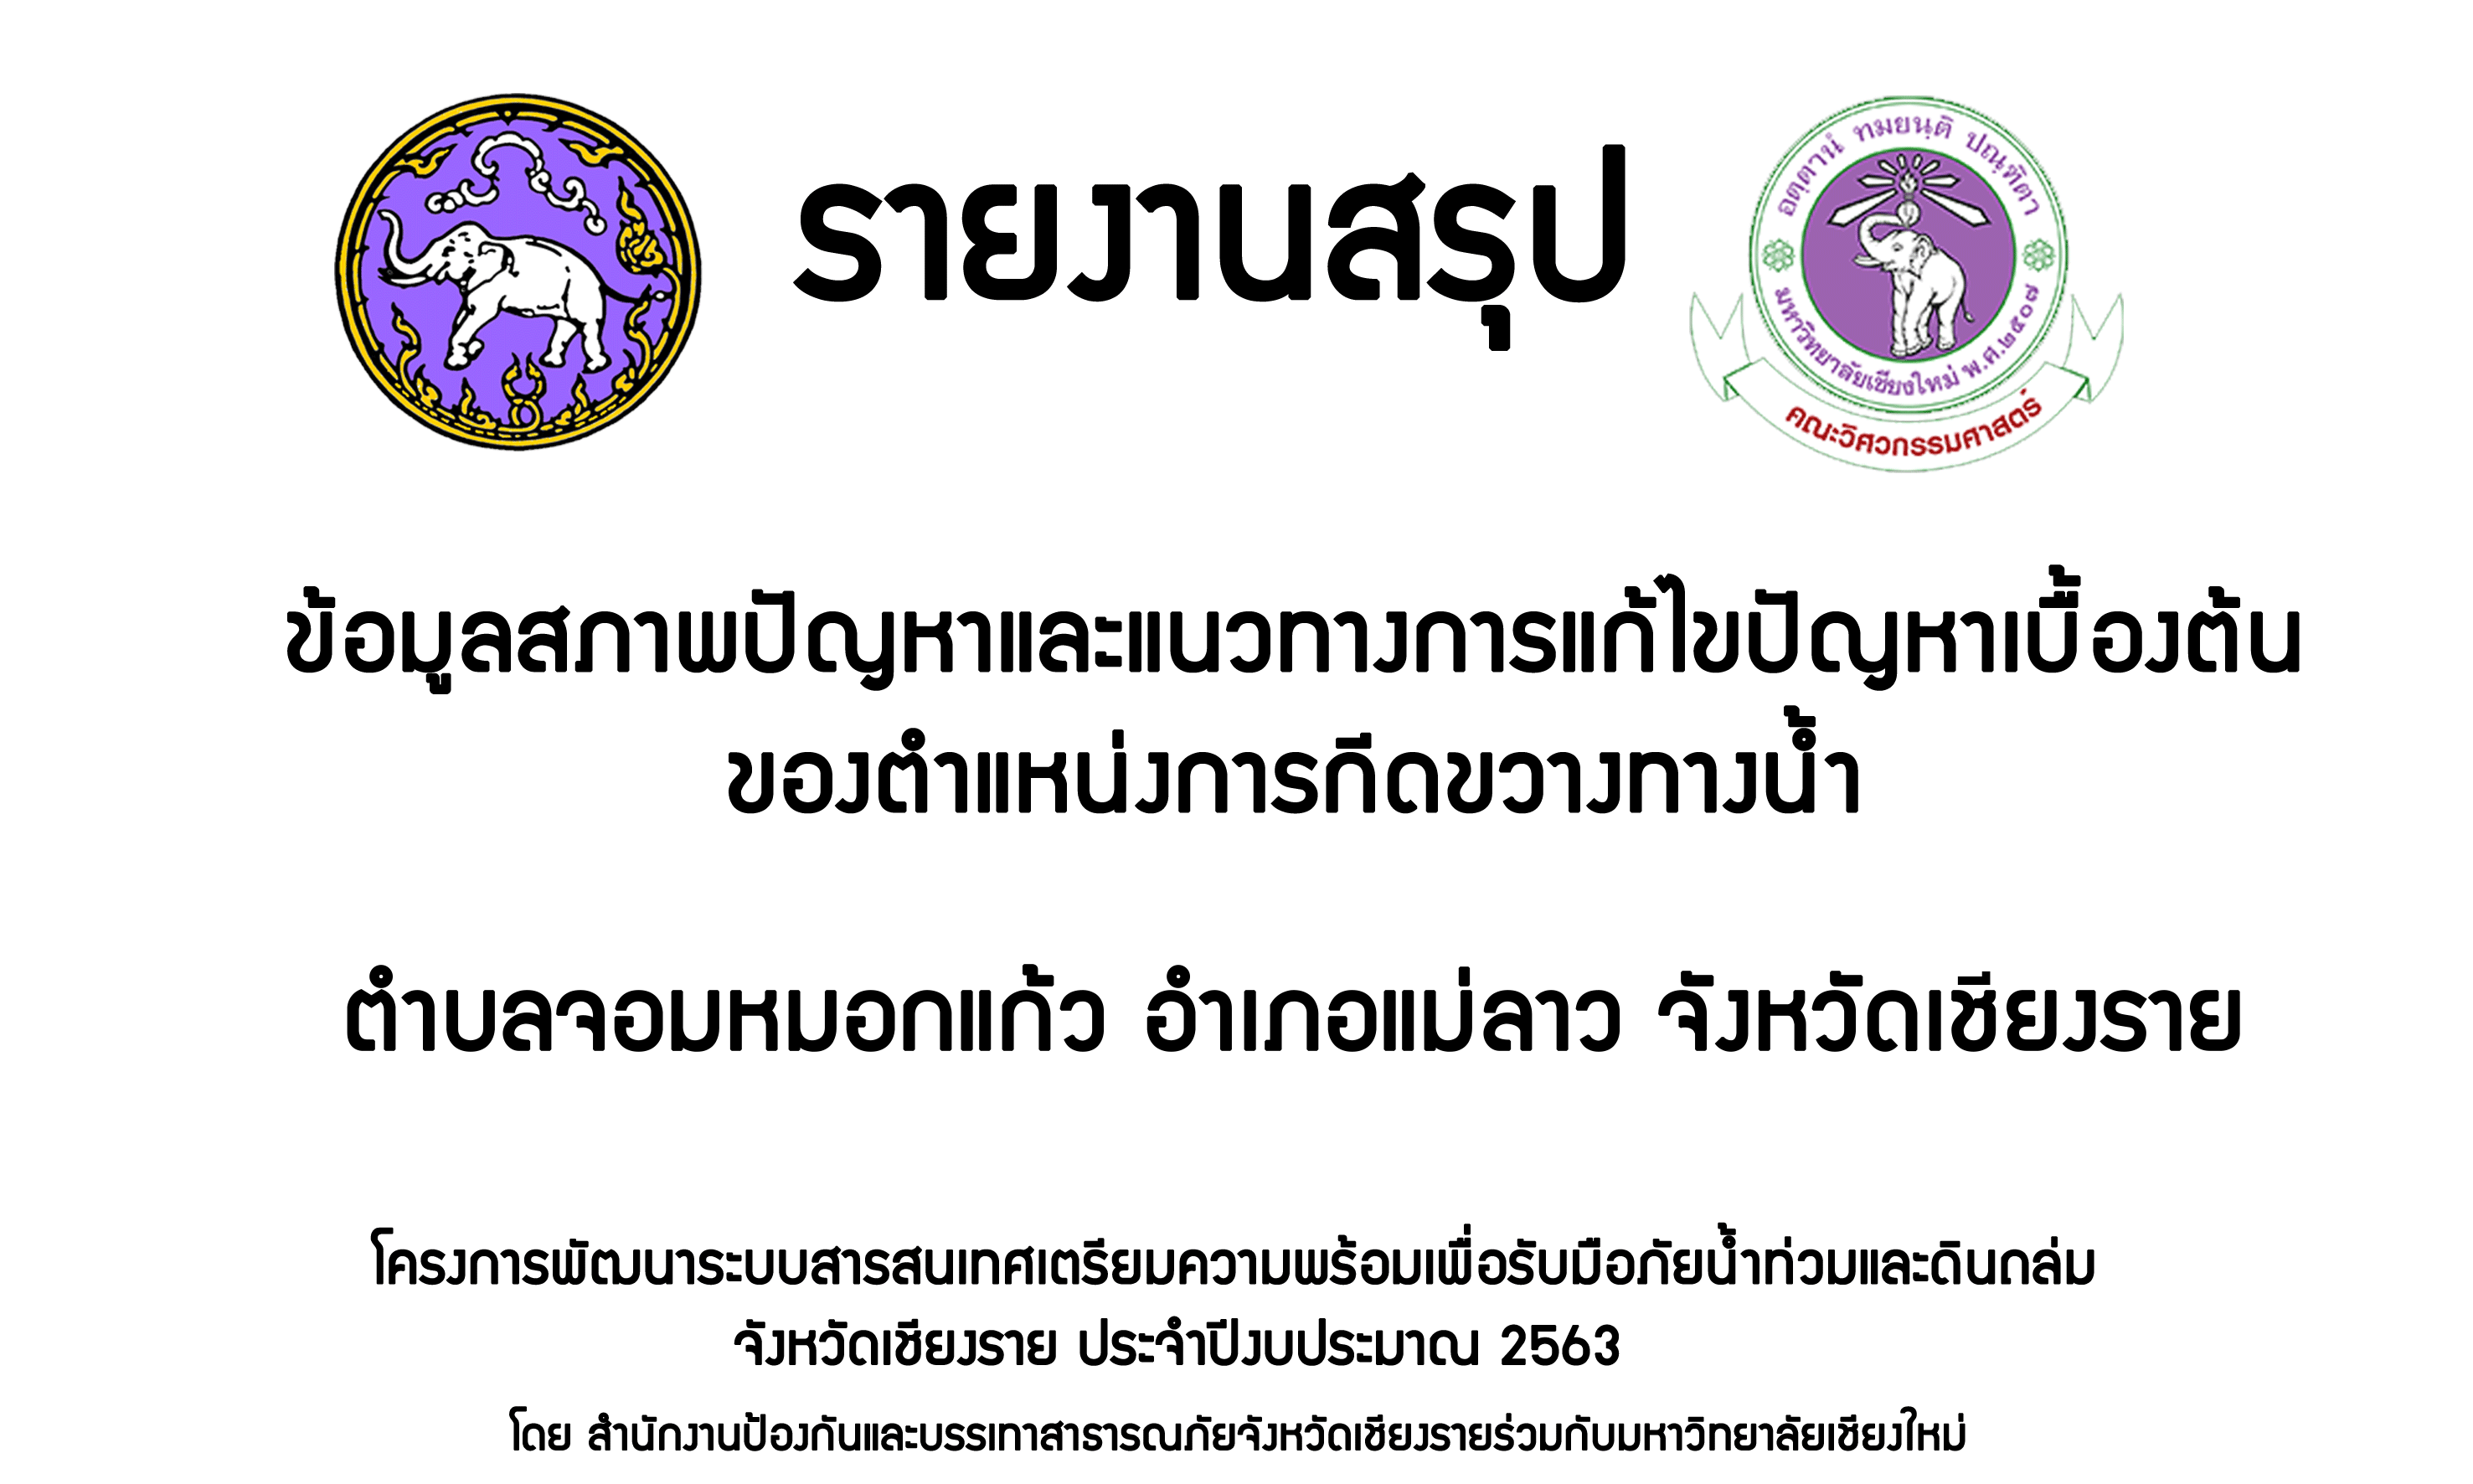 รายงานสรุป
อตฺตานํ ทมยนฺติ ปณฺฑิตา
มหาวิทยาลัยเชียงใหม่ พ.ศ.๒๕๐๗
คณะวิศวกรรมศาสตร์
ข้อมูลสภาพปัญหาและแนวทางการแก้ไขปัญหาเบื้องต้น
ของตำแหน่งการกีดขวางทางน้ำ
ตำบลจอมหมอกแก้ว อำเภอแม่ลาว จังหวัดเชียงราย
โครงการพัฒนาระบบสารสนเทศเตรียมความพร้อมเพื่อรับมือภัยน้ำท่วมและดินถล่ม
จังหวัดเชียงราย ประจำปีงบประมาณ 2563
โดย สำนักงานป้องกันและบรรเทาสาธารณภัยจังหวัดเชียงรายร่วมกับมหาวิทยาลัยเชียงใหม่